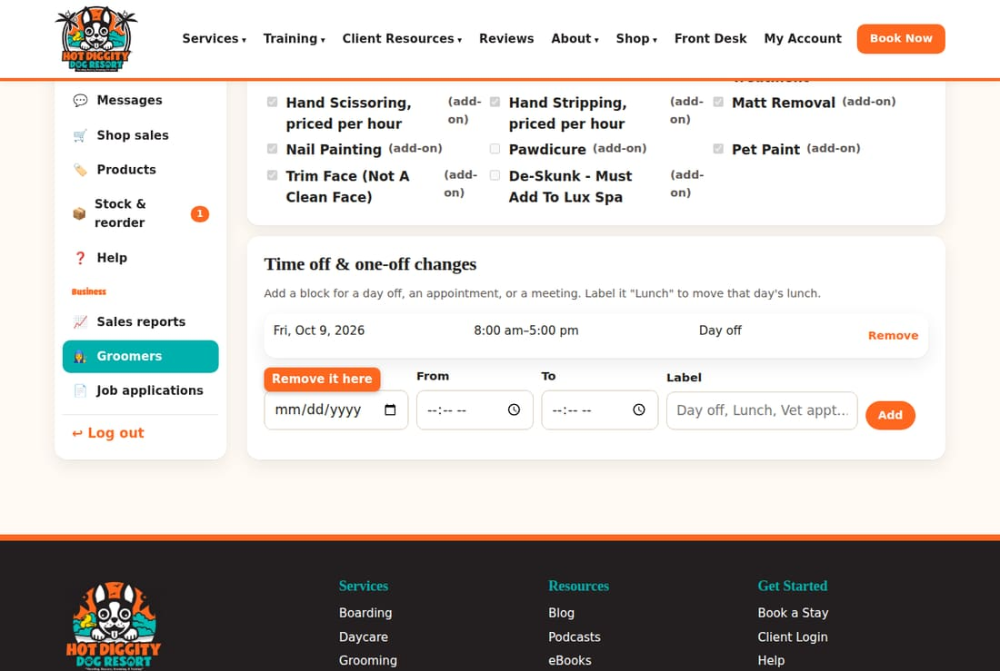 HOT DIGGITY
DOG RESORT
Services ▾
Training ▾
Client Resources ▾
Reviews
About ▾
Shop ▾
Front Desk
My Account
Book Now
Messages
Shop sales
Products
Stock &
reorder
1
Help
Business
Sales reports
Groomers
Job applications
↩ Log out
Hand Scissoring,
priced per hour
(add-
on)
Hand Stripping,
priced per hour
(add-
on)
Matt Removal (add-on)
Nail Painting (add-on)
Pawdicure (add-on)
Pet Paint (add-on)
Trim Face (Not A
Clean Face)
(add-
on)
De-Skunk - Must
Add To Lux Spa
(add-
on)
Time off & one-off changes
Add a block for a day off, an appointment, or a meeting. Label it "Lunch" to move that day's lunch.
Fri, Oct 9, 2026
8:00 am–5:00 pm
Day off
Remove
Remove it here
From
To
Label
mm/dd/yyyy
--:-- --
--:-- --
Day off, Lunch, Vet appt...
Add
HOT DIGGITY
DOG RESORT
Services
Boarding
Daycare
Grooming
Resources
Blog
Podcasts
eBooks
Get Started
Book a Stay
Client Login
Help